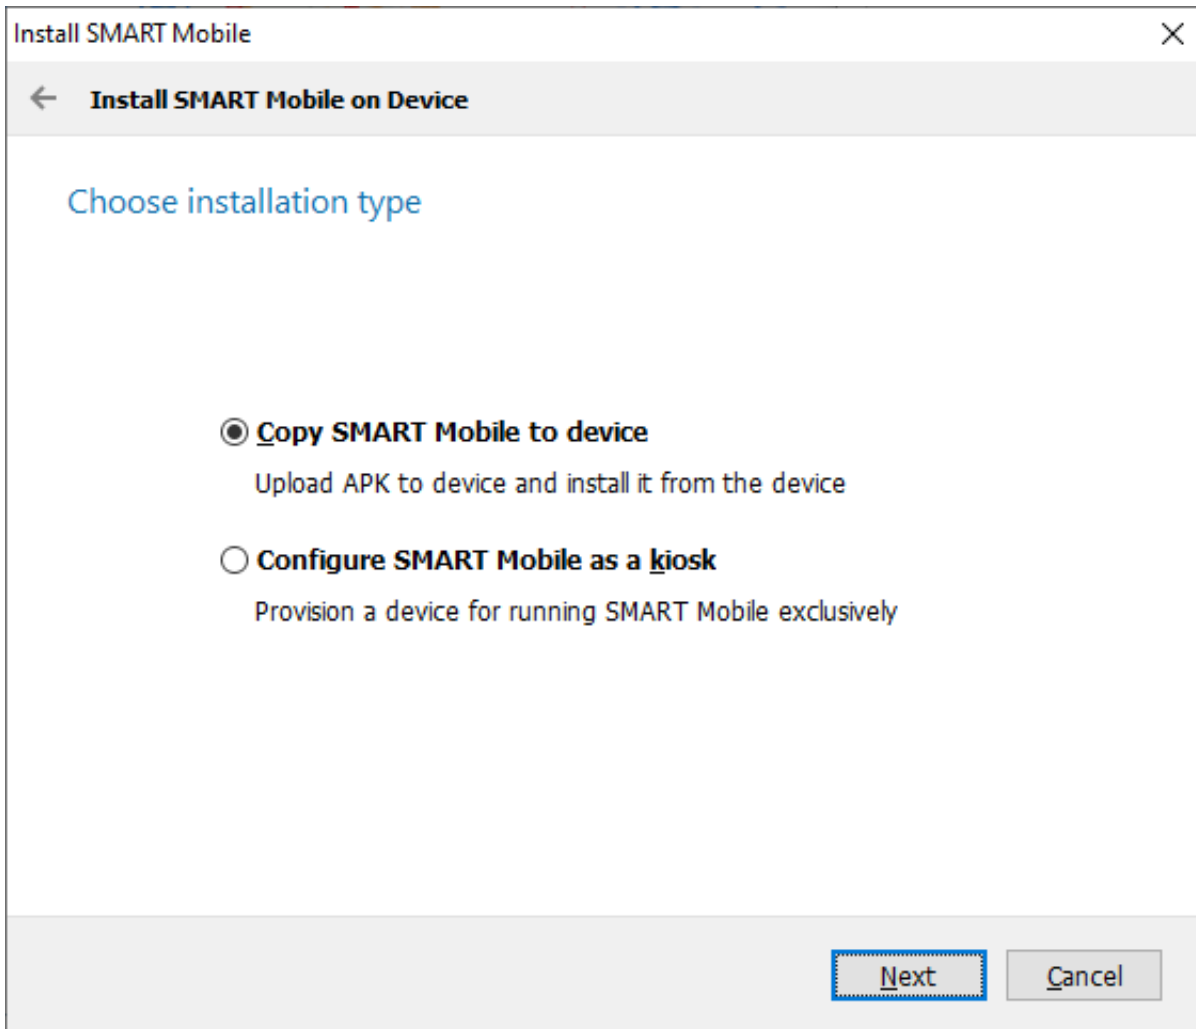 Install SMART Mobile
Install SMART Mobile on Device
Choose installation type
Copy SMART Mobile to device
Upload APK to device and install it from the device
Configure SMART Mobile as a kiosk
Provision a device for running SMART Mobile exclusively
Next Cancel